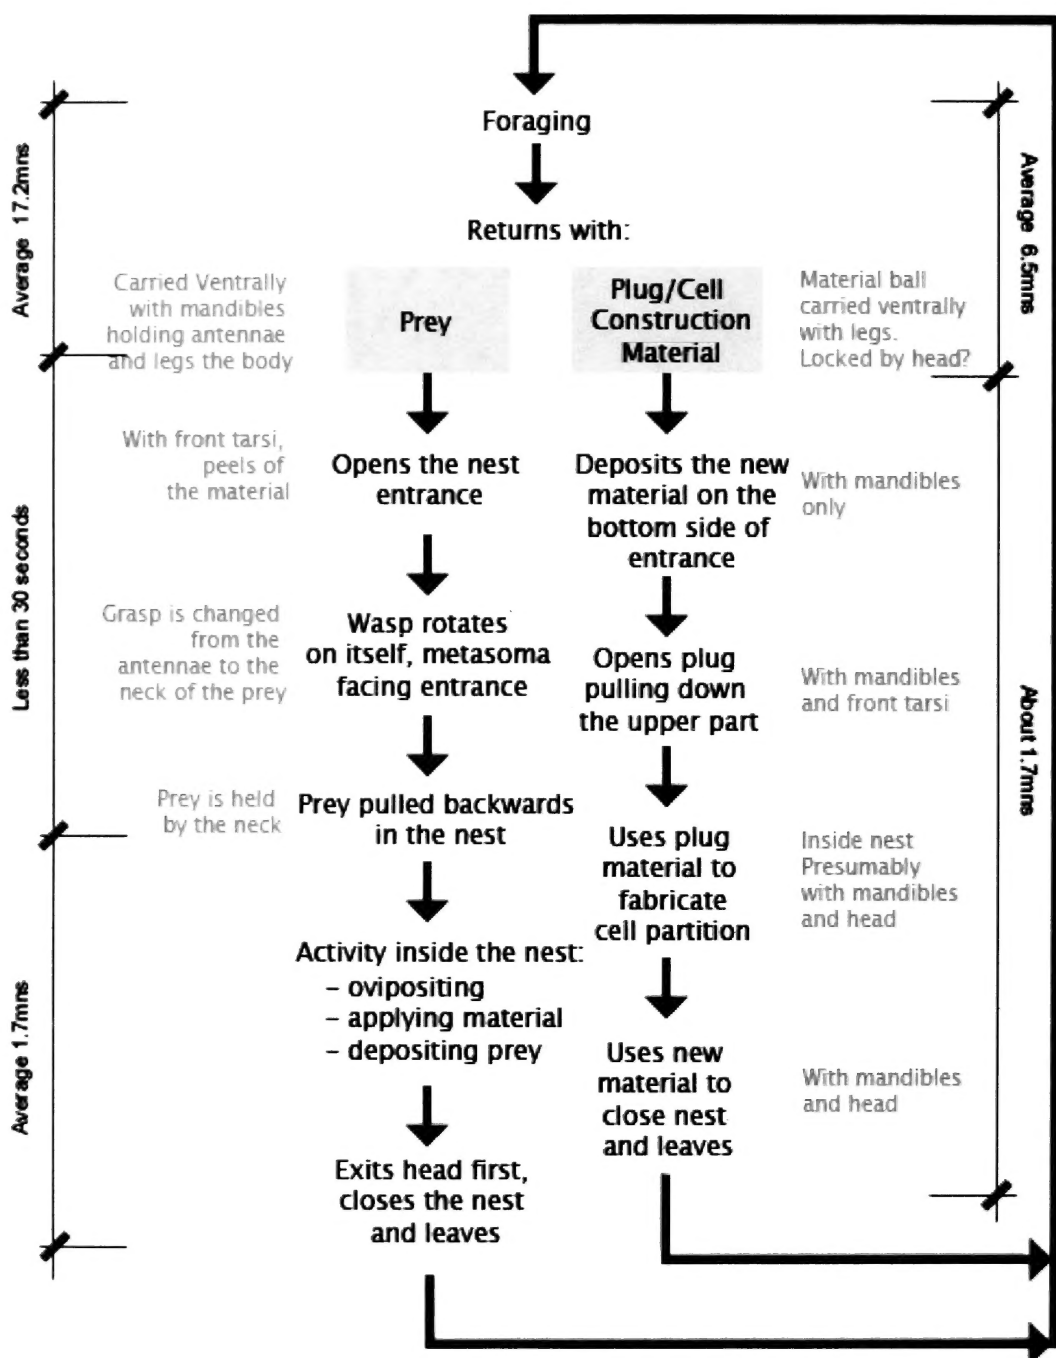 Foraging
Returns with:
Average 17.2mns
Less than 30 seconds
Average 1.7mns
Carried Ventrally
with mandibles
holding antennae
and legs the body
Prey
With front tarsi,
peels of
the material
Opens the nest
entrance
Grasp is changed
from the
antennae to the
neck of the prey
Wasp rotates
on itself, metasoma
facing entrance
Prey is held
by the neck
Prey pulled backwards
in the nest
Activity inside the nest:
– ovipositing
– applying material
– depositing prey
Exits head first,
closes the nest
and leaves
Plug/Cell
Construction
Material
Material ball
carried ventrally
with legs.
Locked by head?
Deposits the new
material on the
bottom side of
entrance
With mandibles
only
Opens plug
pulling down
the upper part
With mandibles
and front tarsi
Uses plug
material to
fabricate
cell partition
Inside nest
Presumably
with mandibles
and head
Uses new
material to
close nest
and leaves
With mandibles
and head
Average 6.5mns
About 1.7mns